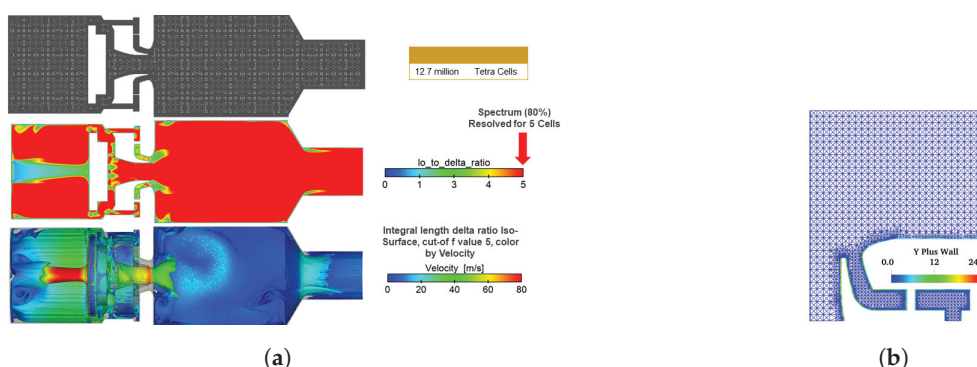 12.7 million Tetra Cells
Spectrum (80%)
Resolved for 5 Cells
lo_to_delta_ratio
0 1 3 4 5
Integral length delta ratio Iso-
Surface, cut-of f value 5, color
by Velocity
Velocity [m/s]
0 20 40 60 80
Y Plus Wall
0.0 12 24
(a)
(b)